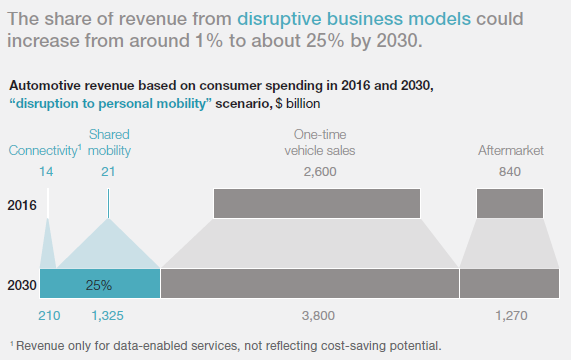 The share of revenue from disruptive business models could
increase from around 1% to about 25% by 2030.
Automotive revenue based on consumer spending in 2016 and 2030,
“disruption to personal mobility” scenario, $ billion
Connectivity¹
Shared
mobility
One-time
vehicle sales
Aftermarket
14 21 2,600 840
2016
2030 25%
210 1,325 3,800 1,270
¹ Revenue only for data-enabled services, not reflecting cost-saving potential.